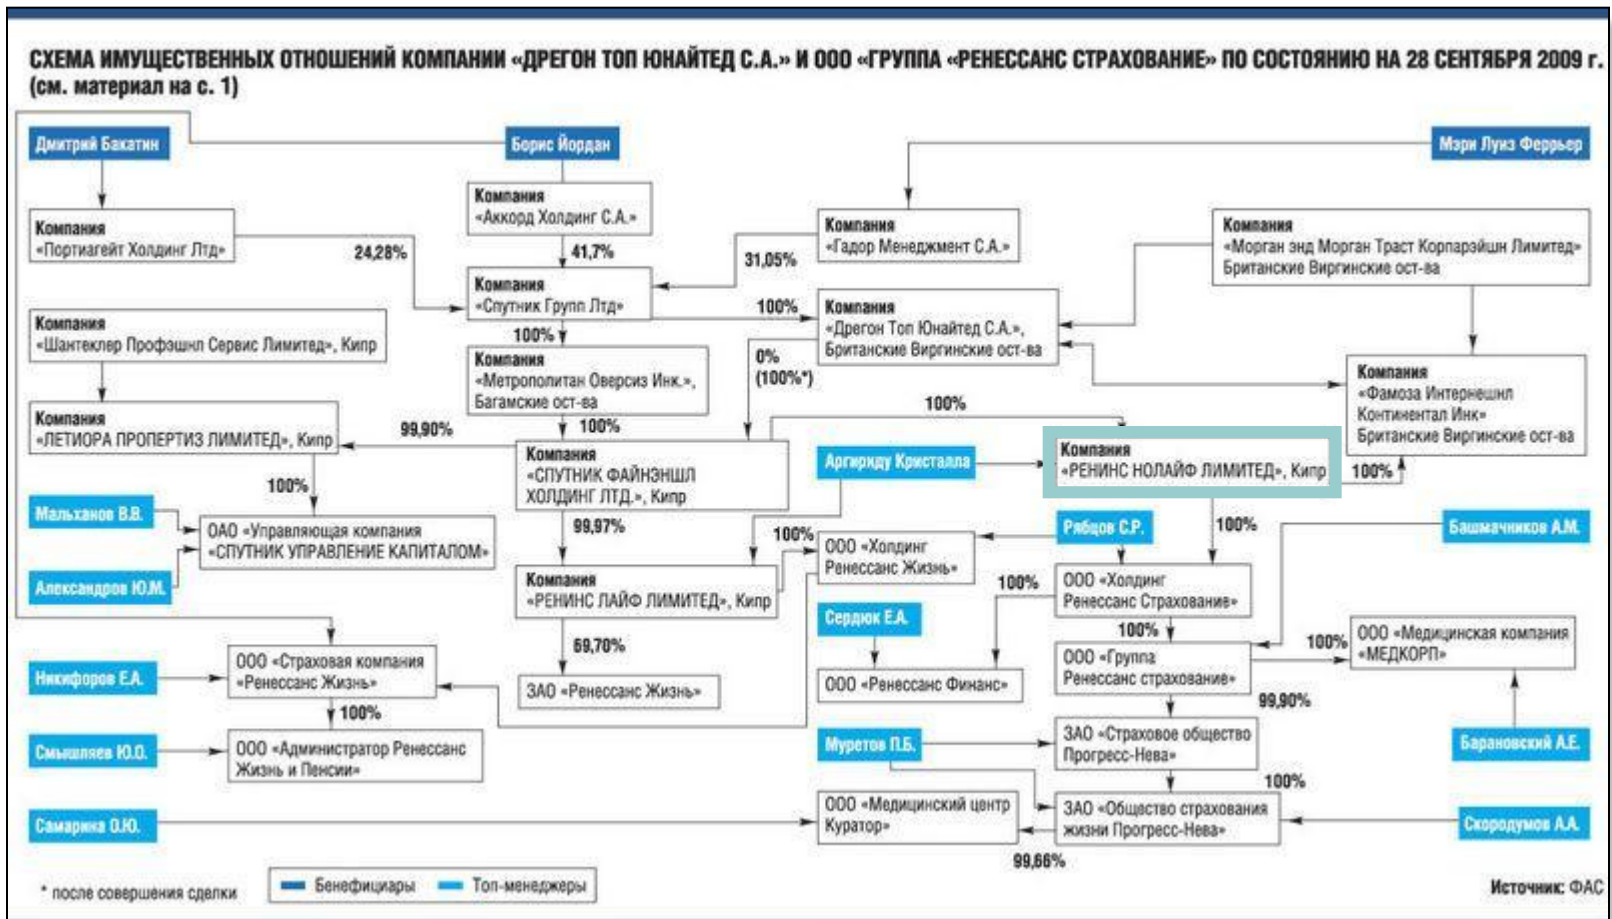 СХЕМА ИМУЩЕСТВЕННЫХ ОТНОШЕНИЙ КОМПАНИИ «ДРЕГОН ТОП ЮНАЙТЕД С.А.» И ООО «ГРУППА «РЕНЕССАНС СТРАХОВАНИЕ» ПО СОСТОЯНИЮ НА 28 СЕНТЯБРЯ 2009 г.
(см. материал на с. 1)
Дмитрий Бакатин
Борис Йордан
Мэри Луиз Феррьер
Компания
«Портиагейт Холдинг Лтд»
24,28%
Компания
«Аккорд Холдинг С.А.»
41,7%
Компания
«Гадор Менеджмент С.А.»
31,05%
Компания
«Морган энд Морган Траст Корпарэйшн Лимитед»
Британские Виргинские ост-ва
Компания
«Спутник Групп Лтд»
100%
100%
Компания
«Дрегон Топ Юнайтед С.А.»,
Британские Виргинские ост-ва
Компания
«Шантеклер Профэшнл Сервис Лимитед», Кипр
Компания
«Метрополитан Оверсиз Инк.»,
Багамские ост-ва
0%
(100%*)
100%
Компания
«Фамоза Интернешнл
Континентал Инк»
Британские Виргинские ост-ва
Компания
«ЛЕТИОРА ПРОПЕРТИЗ ЛИМИТЕД», Кипр
99,90%
100%
Компания
«СПУТНИК ФАЙНЭНШЛ
ХОЛДИНГ ЛТД.», Кипр
Аргириду Кристалла
Компания
«РЕНИНС НОЛАЙФ ЛИМИТЕД», Кипр
100%
100%
Мальханов В.В.
Александров Ю.М.
ОАО «Управляющая компания
«СПУТНИК УПРАВЛЕНИЕ КАПИТАЛОМ»
99,97%
100%
ООО «Холдинг
Ренессанс Жизнь»
Рябцов С.Р.
100%
Башмачников А.М.
Компания
«РЕНИНС ЛАЙФ ЛИМИТЕД», Кипр
100%
ООО «Холдинг
Ренессанс Страхование»
Сердюк Е.А.
69,70%
100%
Никифоров Е.А.
ООО «Страховая компания
«Ренессанс Жизнь»
ЗАО «Ренессанс Жизнь»
ООО «Ренессанс Финанс»
ООО «Группа
Ренессанс страхование»
100%
ООО «Медицинская компания
«МЕДКОРП»
100%
99,90%
Смышляев Ю.О.
ООО «Администратор Ренессанс
Жизнь и Пенсии»
Муретов П.Б.
ЗАО «Страховое общество
Прогресс-Нева»
Барановский А.Е.
100%
Самарина О.Ю.
ООО «Медицинский центр
Куратор»
ЗАО «Общество страхования
жизни Прогресс-Нева»
Скородумов А.А.
99,66%
* после совершения сделки
Бенефициары
Топ-менеджеры
Источник: ФАС